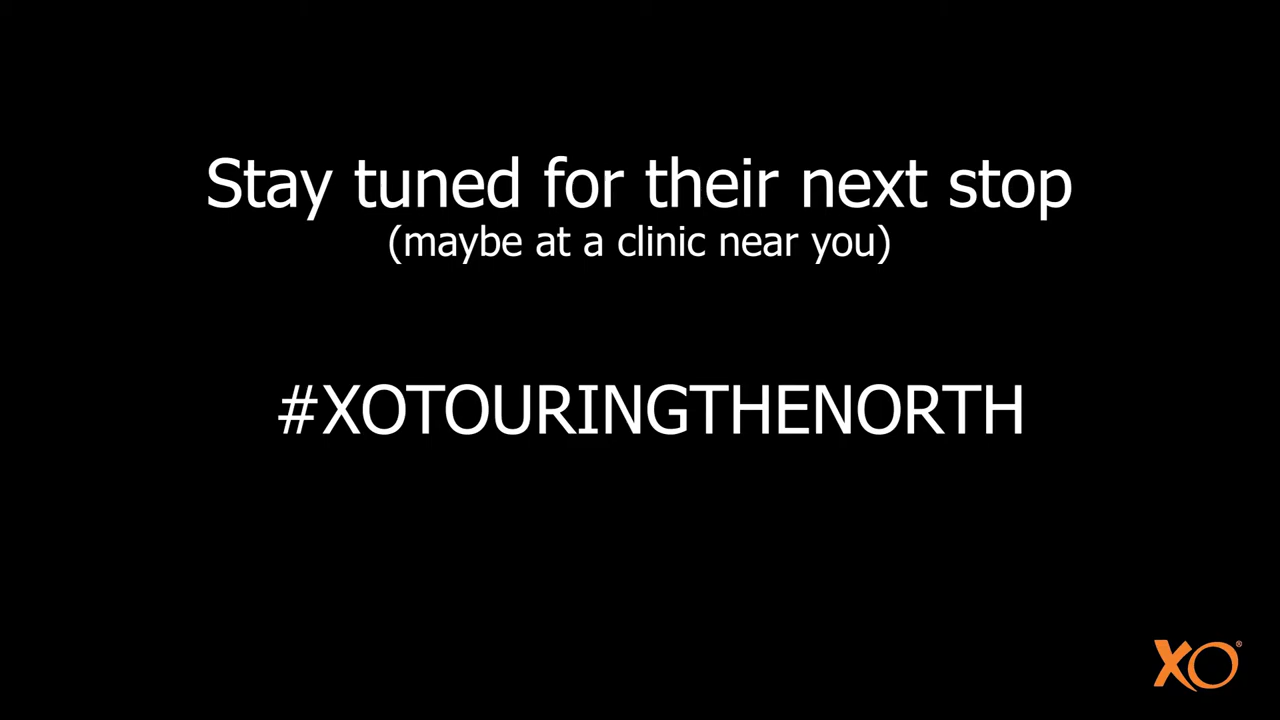 Stay tuned for their next stop
(maybe at a clinic near you)
#XOTOURINGTHENORTH
XO®